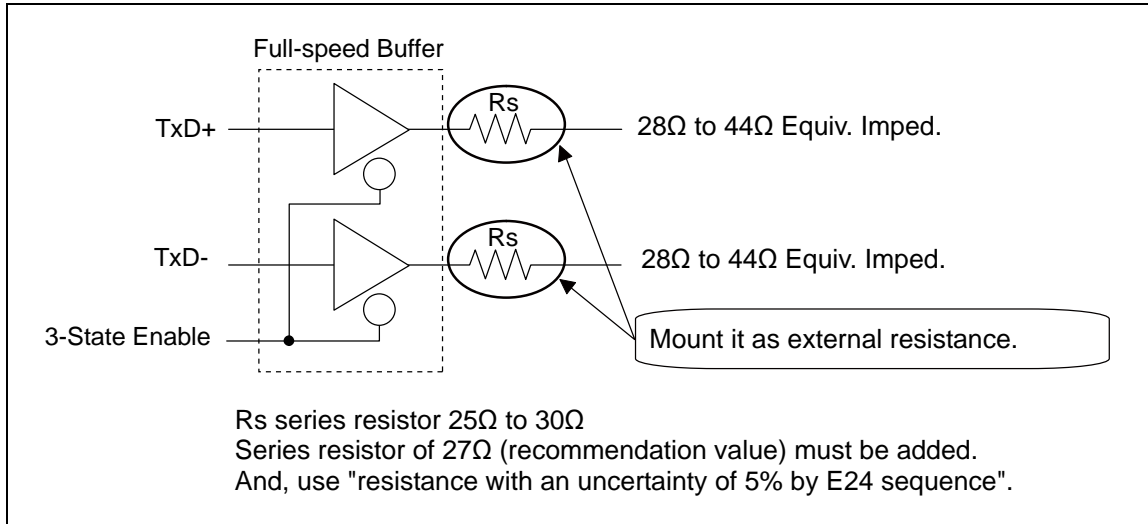 Full-speed Buffer
TxD+
Rs
28Ω to 44Ω Equiv. Imped.
TxD-
Rs
28Ω to 44Ω Equiv. Imped.
3-State Enable
Mount it as external resistance.
Rs series resistor 25Ω to 30Ω
Series resistor of 27Ω (recommendation value) must be added.
And, use "resistance with an uncertainty of 5% by E24 sequence".